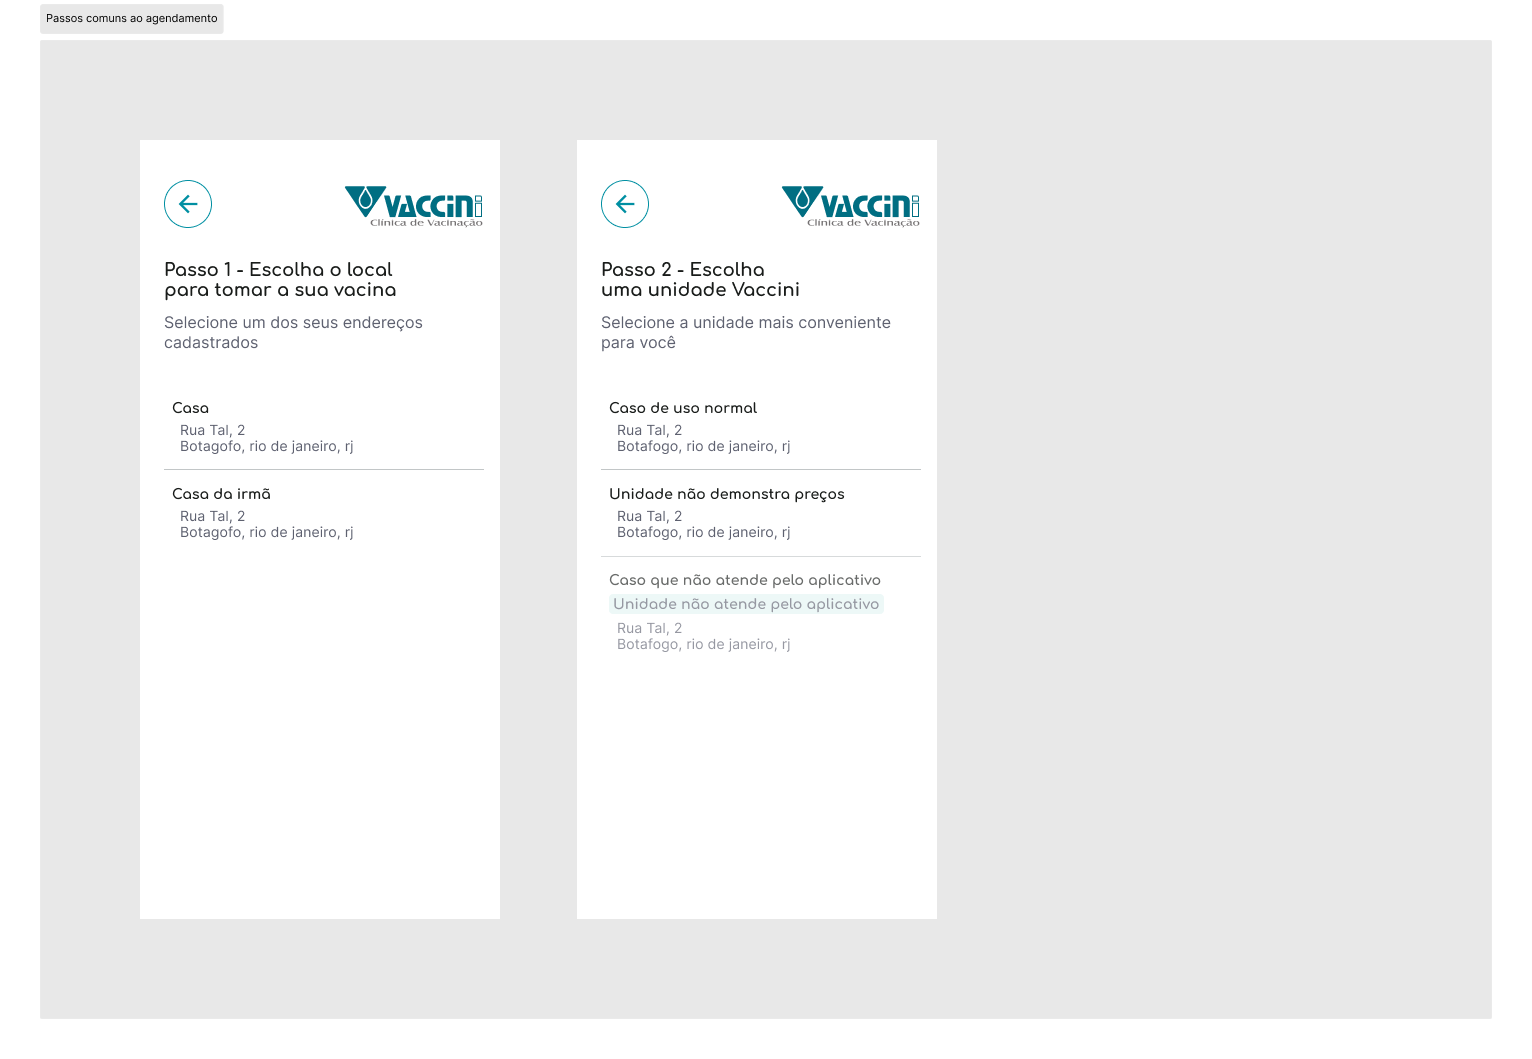 Passos comuns ao agendamento
VACCINI
Clínica de Vacinação
Passo 1 - Escolha o local
para tomar a sua vacina
Selecione um dos seus endereços
cadastrados
Casa
Rua Tal, 2
Botagofo, rio de janeiro, rj
Casa da irmã
Rua Tal, 2
Botagofo, rio de janeiro, rj
VACCINI
Clínica de Vacinação
Passo 2 - Escolha
uma unidade Vaccini
Selecione a unidade mais conveniente
para você
Caso de uso normal
Rua Tal, 2
Botafogo, rio de janeiro, rj
Unidade não demonstra preços
Rua Tal, 2
Botafogo, rio de janeiro, rj
Caso que não atende pelo aplicativo
Unidade não atende pelo aplicativo
Rua Tal, 2
Botafogo, rio de janeiro, rj